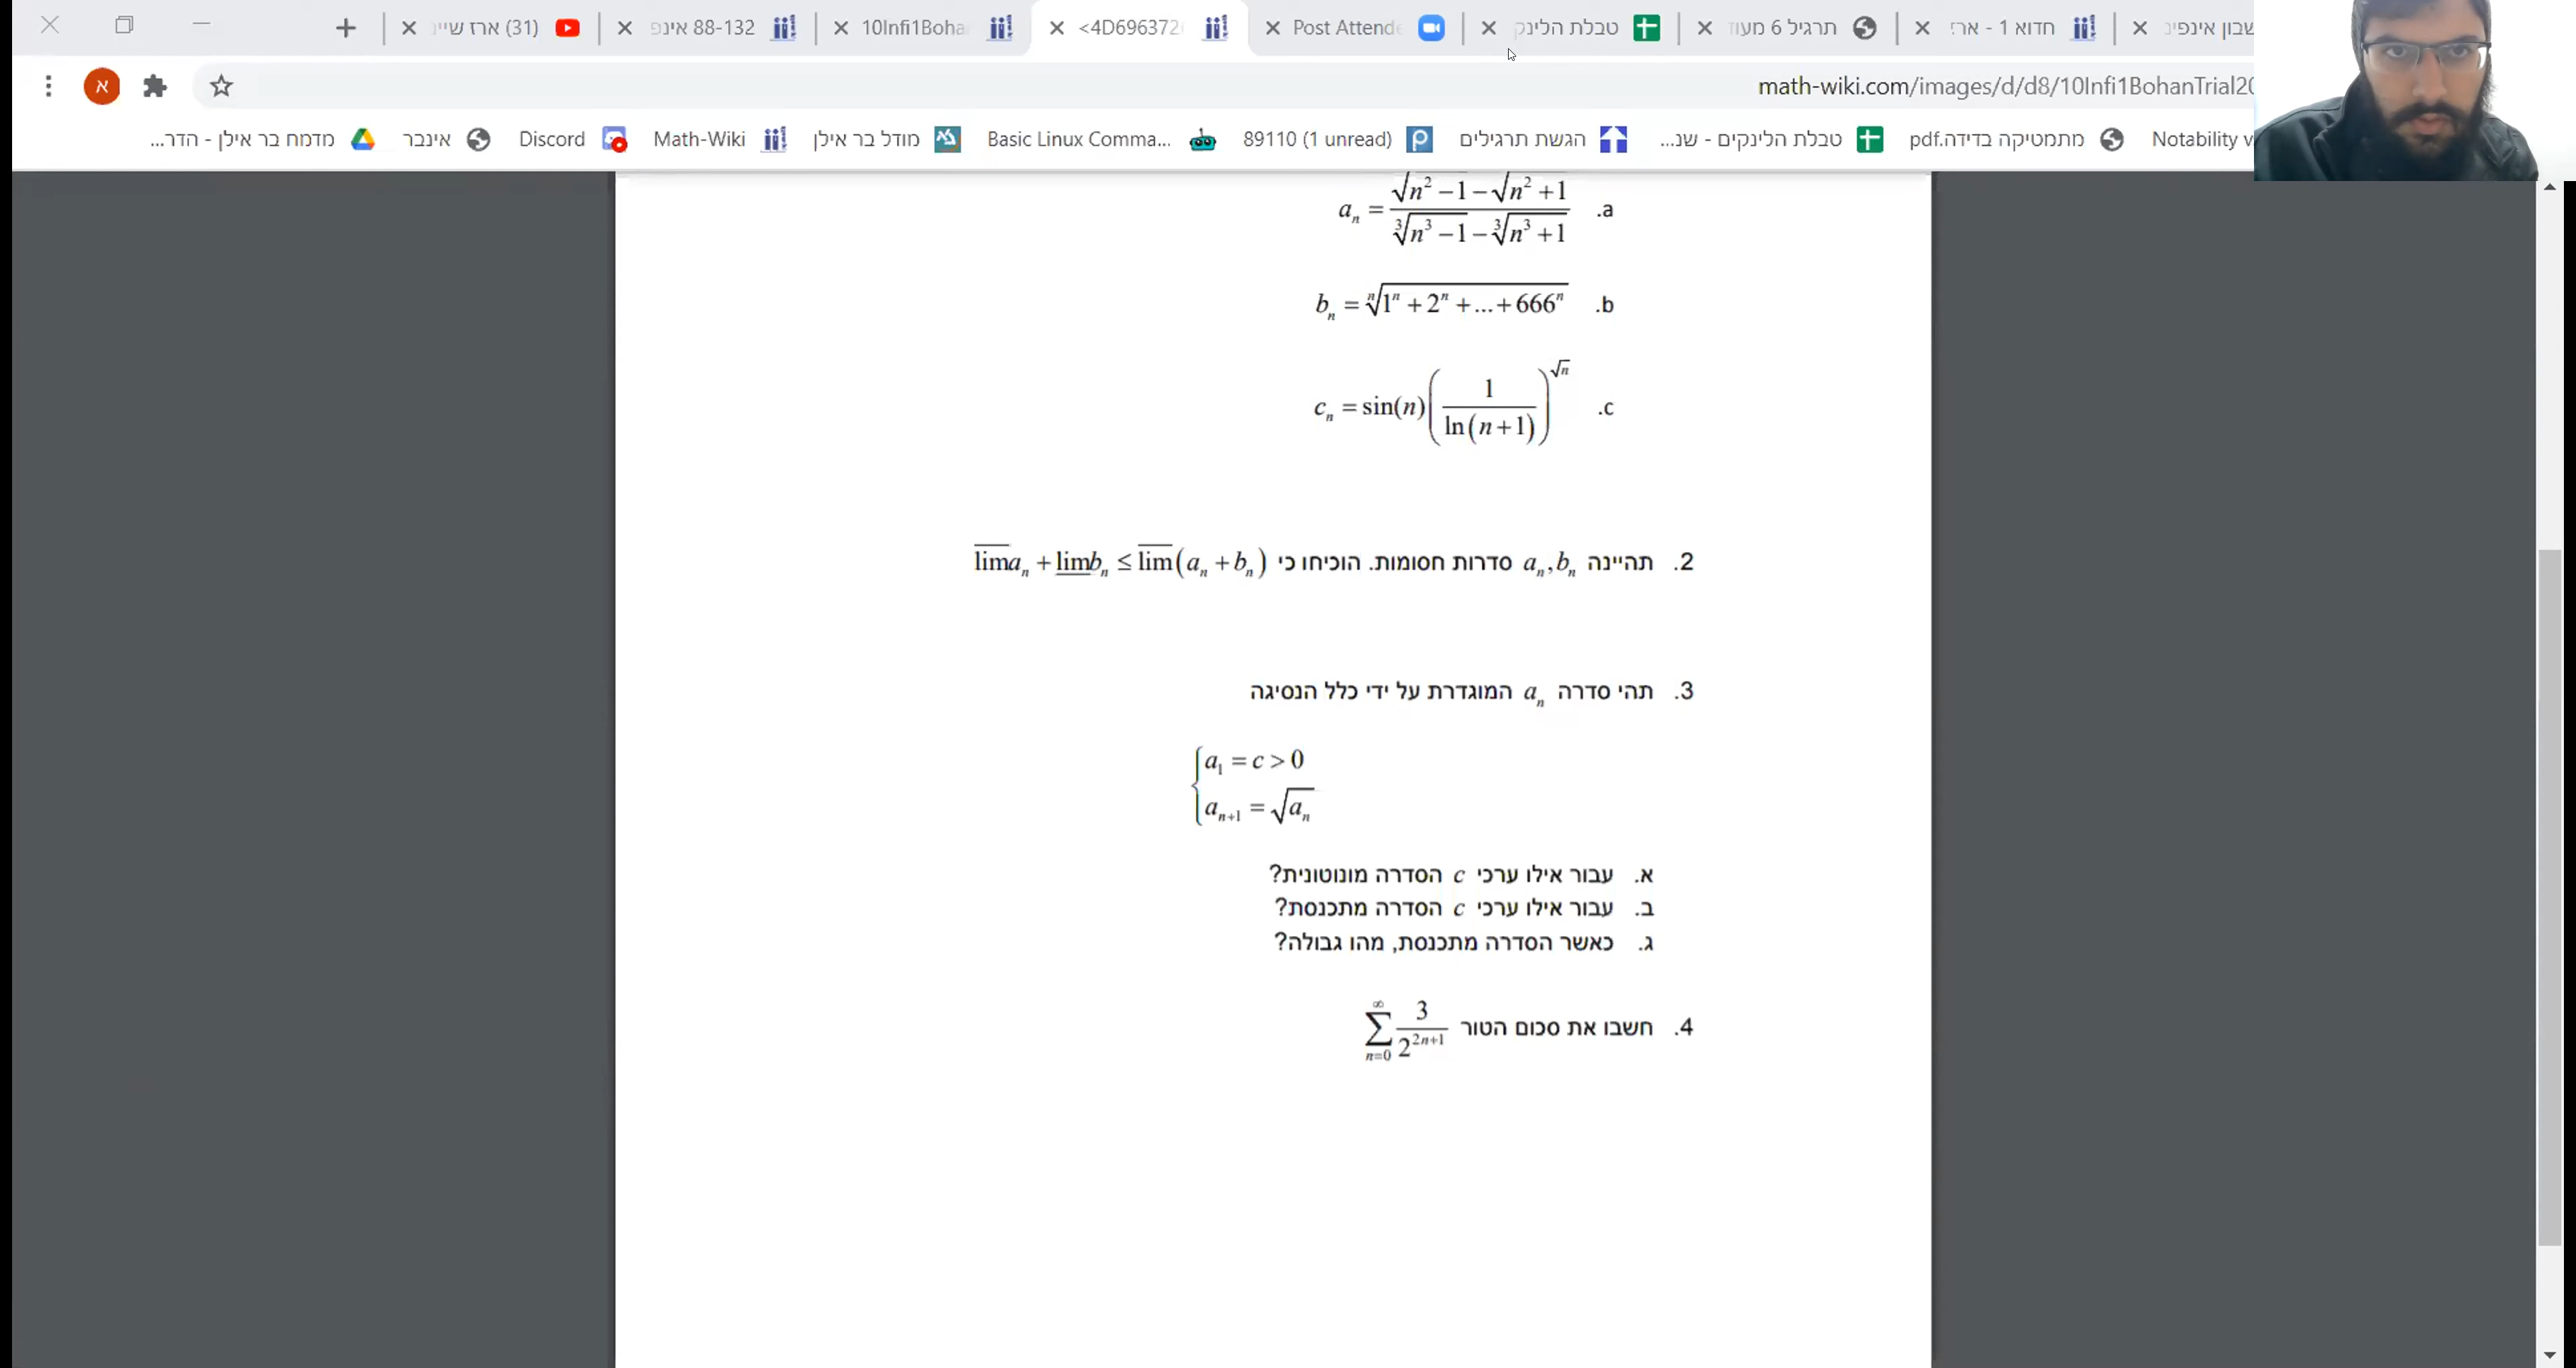 (31) ארז שיי
88-132 אינפ
10Infi1Boha
<4D6963726
Post Attende
טבלת הלינק
תרגיל 6 מעוד
חדוא 1 - ארז
שבון אינפי
א
math-wiki.com/images/d/d8/10Infi1BohanTrial20
מדמח בר אילן - הדר...
אינבר
Discord
Math-Wiki
מודל בר אילן
Basic Linux Comma...
89110 (1 unread)
הגשת תרגילים
טבלת הלינקים - שנ...
מתמטיקה בדידה.pdf
Notability v
a. a_n = \frac{\sqrt{n^2-1}-\sqrt{n^2+1}}{\sqrt[3]{n^3-1}-\sqrt[3]{n^3+1}}
b. b_n = \sqrt[n]{1^n+2^n+...+666^n}
c. c_n = \sin(n)\left(\frac{1}{\ln(n+1)}\right)^{\sqrt{n}}
2. תהיינה a_n,b_n סדרות חסומות. הוכיחו כי \overline{\lim}a_n + \underline{\lim}b_n ≤ \overline{\lim}(a_n+b_n)
3. תהי סדרה a_n המוגדרת על ידי כלל הנסיגה
a_1 = c > 0
a_{n+1} = \sqrt{a_n}
א. עבור אילו ערכי c הסדרה מונוטונית?
ב. עבור אילו ערכי c הסדרה מתכנסת?
ג. כאשר הסדרה מתכנסת, מהו גבולה?
4. חשבו את סכום הטור \sum_{n=0}^{∞}\frac{3}{2^{2n+1}}